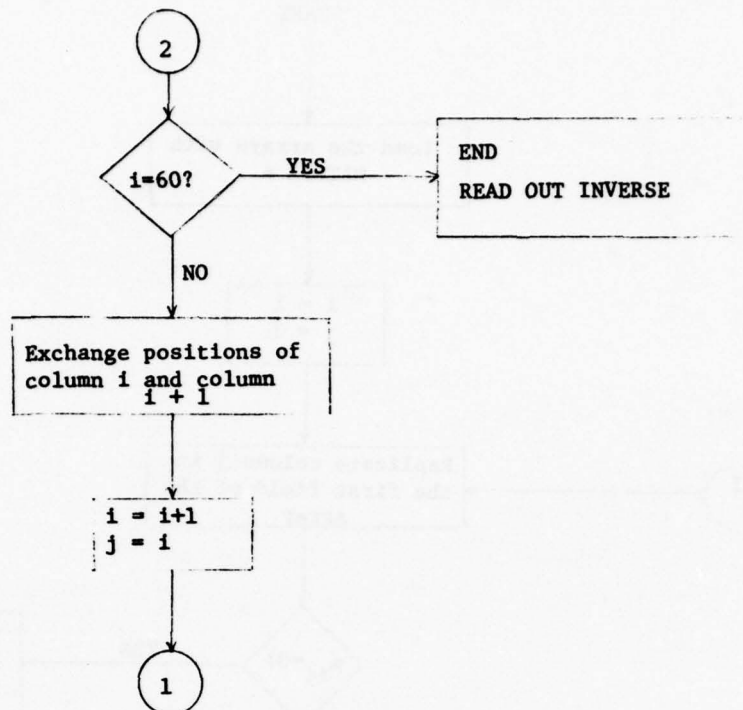 2
i=60?
YES
END
READ OUT INVERSE
NO
Exchange positions of
column i and column
i + 1
i = i+1
j = i
1